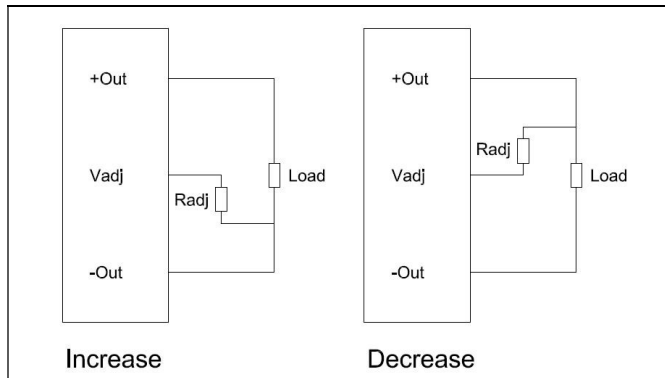 +Out
Vadj
Radj
Load
-Out
Increase
+Out
Radj
Vadj
Load
-Out
Decrease